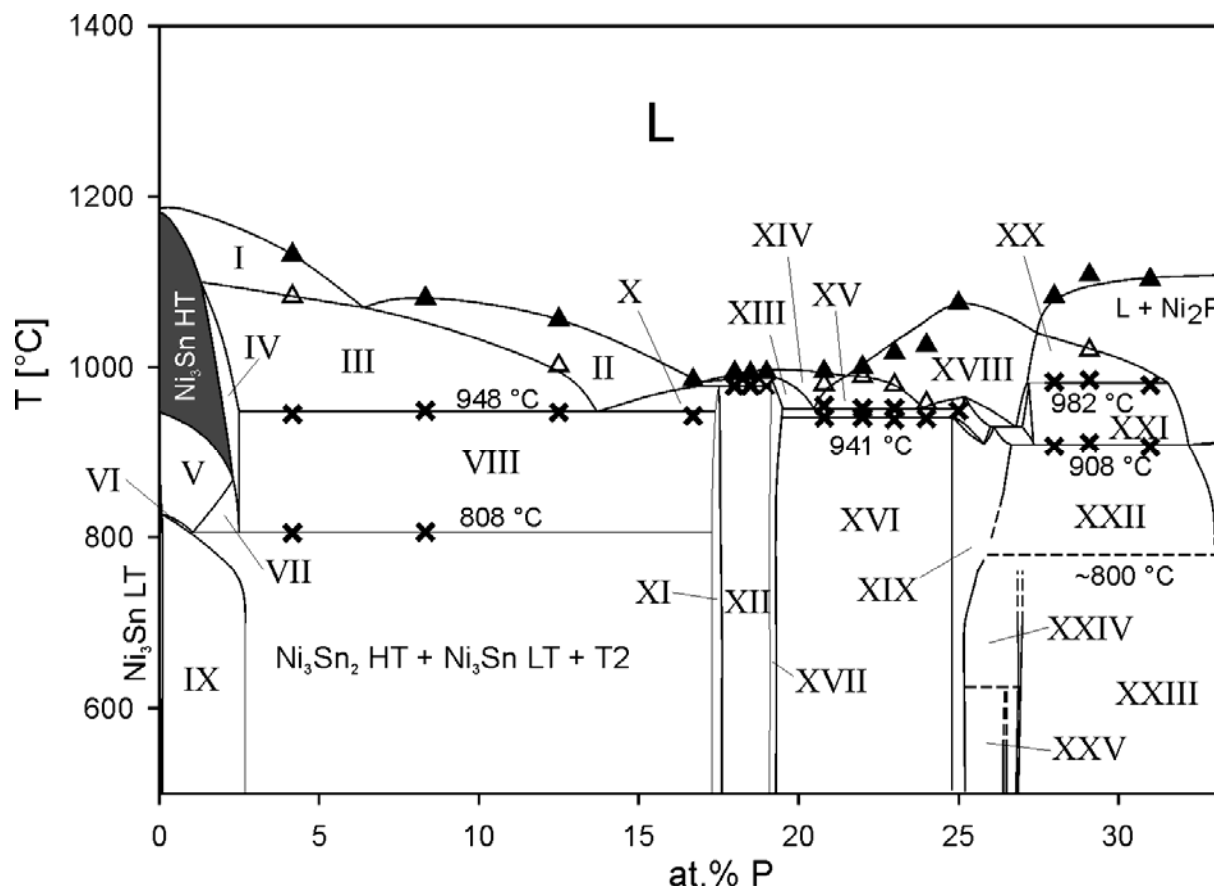 1400
L
1200
XIV
XX
I
X
XV
L + Ni₂P
XIII
T [°C]
Ni₃Sn HT
IV
III
II
XVIII
1000
948 °C
982 °C
XXI
941 °C
908 °C
V
VIII
VI
808 °C
XVI
XXII
800
VII
XI
XII
XIX
~800 °C
Ni₃Sn LT
XXIV
Ni₃Sn₂ HT + Ni₃Sn LT + T2
IX
XVII
XXIII
600
XXV
0 5 10 15 20 25 30
at.% P